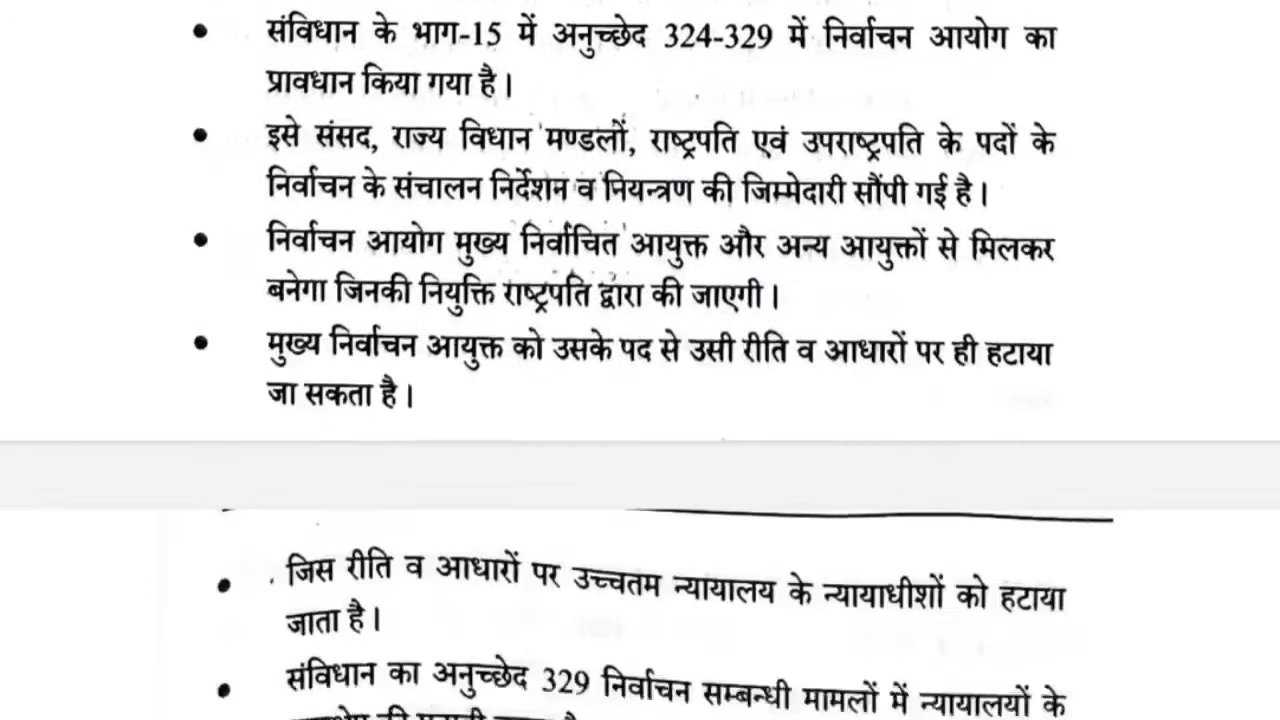 • संविधान के भाग-15 में अनुच्छेद 324-329 में निर्वाचन आयोग का
प्रावधान किया गया है।
• इसे संसद, राज्य विधान मण्डलों, राष्ट्रपति एवं उपराष्ट्रपति के पदों के
निर्वाचन के संचालन निर्देशन व नियन्त्रण की जिम्मेदारी सौंपी गई है।
• निर्वाचन आयोग मुख्य निर्वाचित आयुक्त और अन्य आयुक्तों से मिलकर
बनेगा जिनकी नियुक्ति राष्ट्रपति द्वारा की जाएगी।
• मुख्य निर्वाचन आयुक्त को उसके पद से उसी रीति व आधारों पर ही हटाया
जा सकता है।
• जिस रीति व आधारों पर उच्चतम न्यायालय के न्यायाधीशों को हटाया
जाता है।
• संविधान का अनुच्छेद 329 निर्वाचन सम्बन्धी मामलों में न्यायालयों के